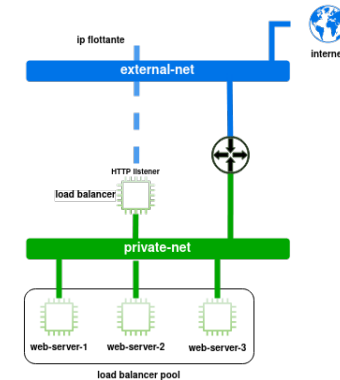 ip flottante
interne
external-net
HTTP listener
load balancer
private-net
web-server-1
web-server-2
web-server-3
load balancer pool